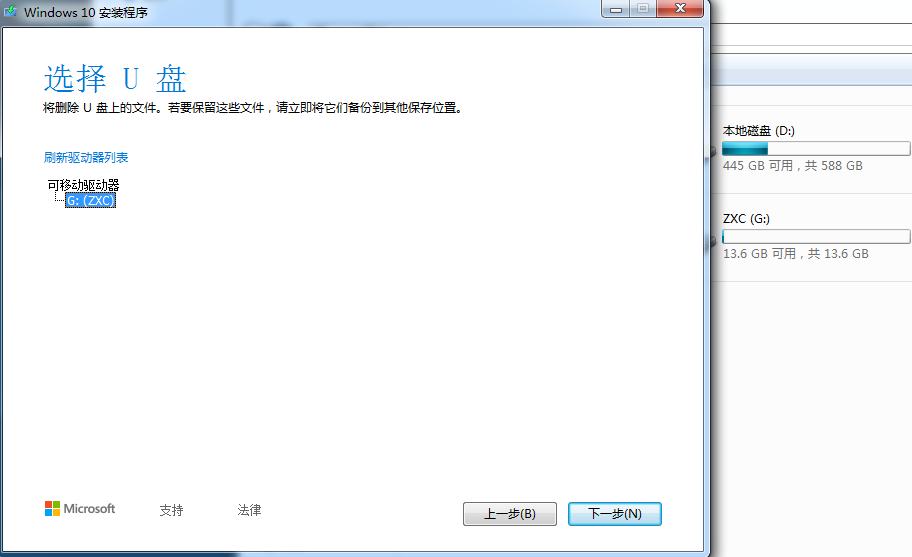 Windows 10 安装程序
选择 U 盘
将删除 U 盘上的文件。若要保留这些文件，请立即将它们备份到其他保存位置。
刷新驱动器列表
可移动驱动器
G: (ZXC)
Microsoft
支持
法律
上一步(B)
下一步(N)
本地磁盘 (D:)
445 GB 可用，共 588 GB
ZXC (G:)
13.6 GB 可用，共 13.6 GB